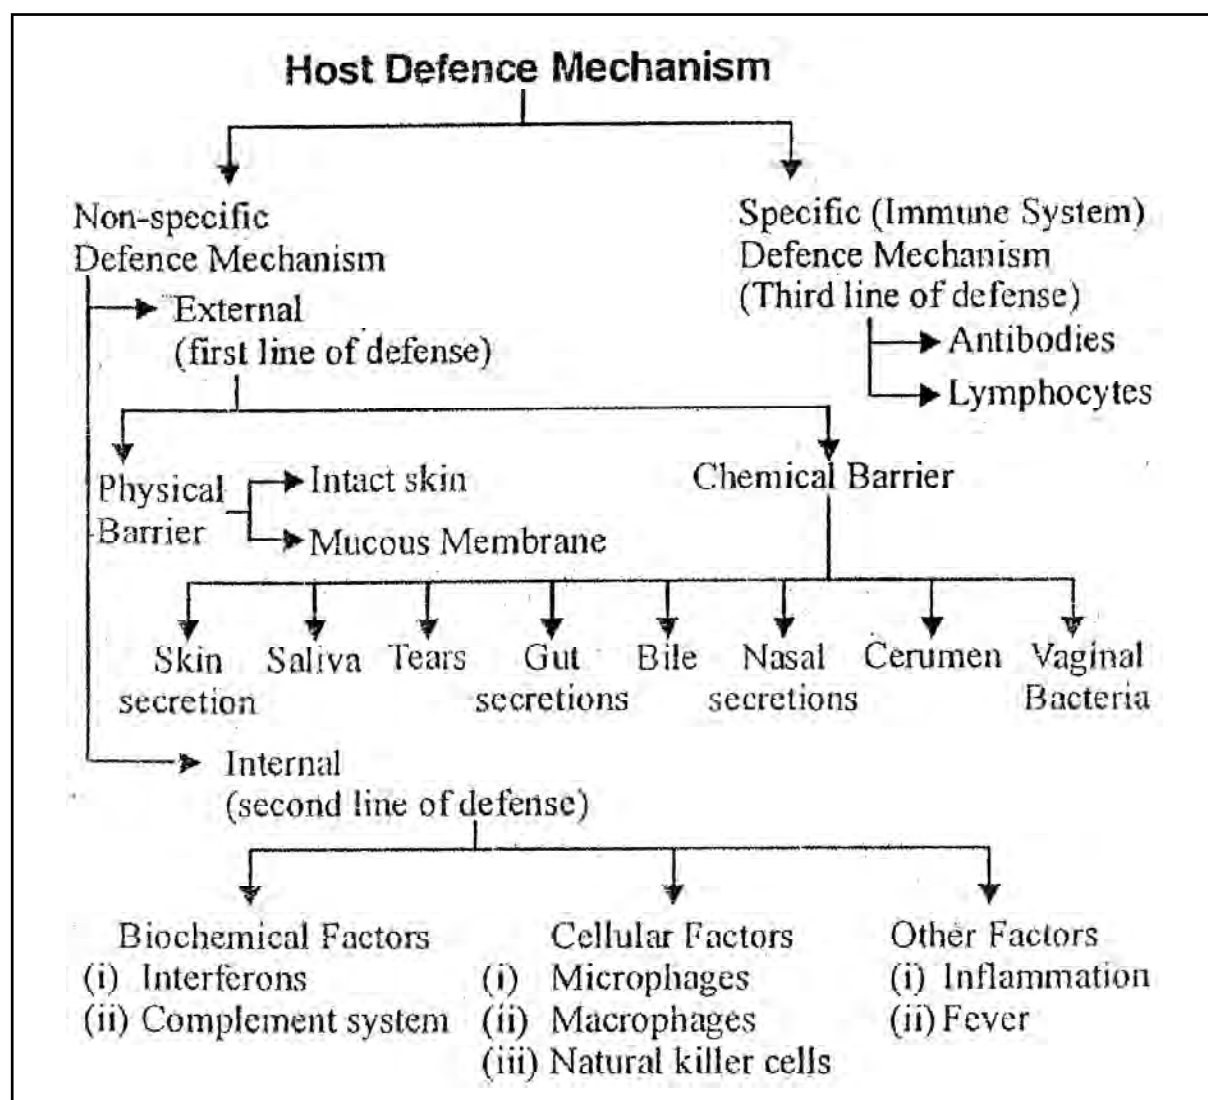 Host Defence Mechanism
Non-specific
Defence Mechanism
Specific (Immune System)
Defence Mechanism
(Third line of defense)
Antibodies
Lymphocytes
External
(first line of defense)
Physical
Barrier
Intact skin
Mucous Membrane
Chemical Barrier
Skin
secretion
Saliva
Tears
Gut
secretions
Bile
Nasal
secretions
Cerumen
Vaginal
Bacteria
Internal
(second line of defense)
Biochemical Factors
(i) Interferons
(ii) Complement system
Cellular Factors
(i) Microphages
(ii) Macrophages
(iii) Natural killer cells
Other Factors
(i) Inflammation
(ii) Fever